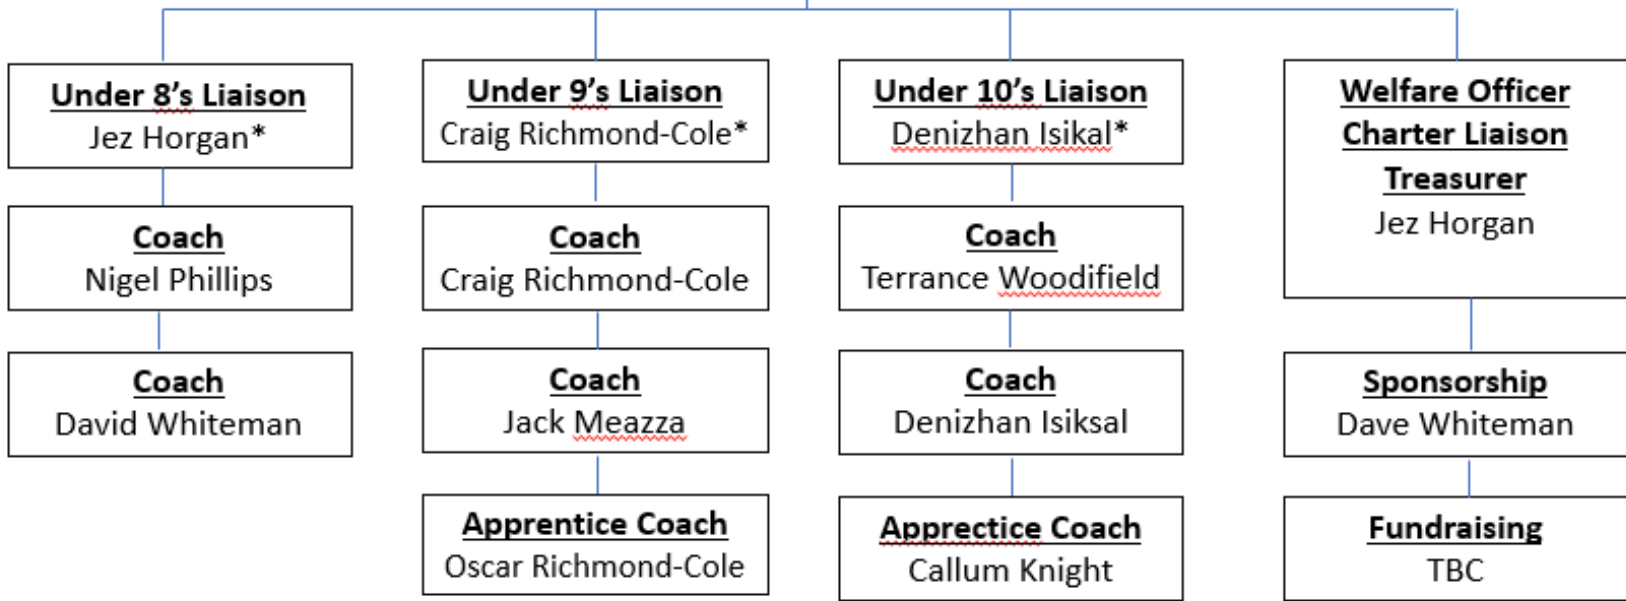 Under 8’s Liaison
Jez Horgan*
Coach
Nigel Phillips
Coach
David Whiteman
Under 9’s Liaison
Craig Richmond-Cole*
Coach
Craig Richmond-Cole
Coach
Jack Meazza
Apprentice Coach
Oscar Richmond-Cole
Under 10’s Liaison
Denizhan Isikal*
Coach
Terrance Woodifield
Coach
Denizhan Isiksal
Apprectice Coach
Callum Knight
Welfare Officer
Charter Liaison
Treasurer
Jez Horgan
Sponsorship
Dave Whiteman
Fundraising
TBC